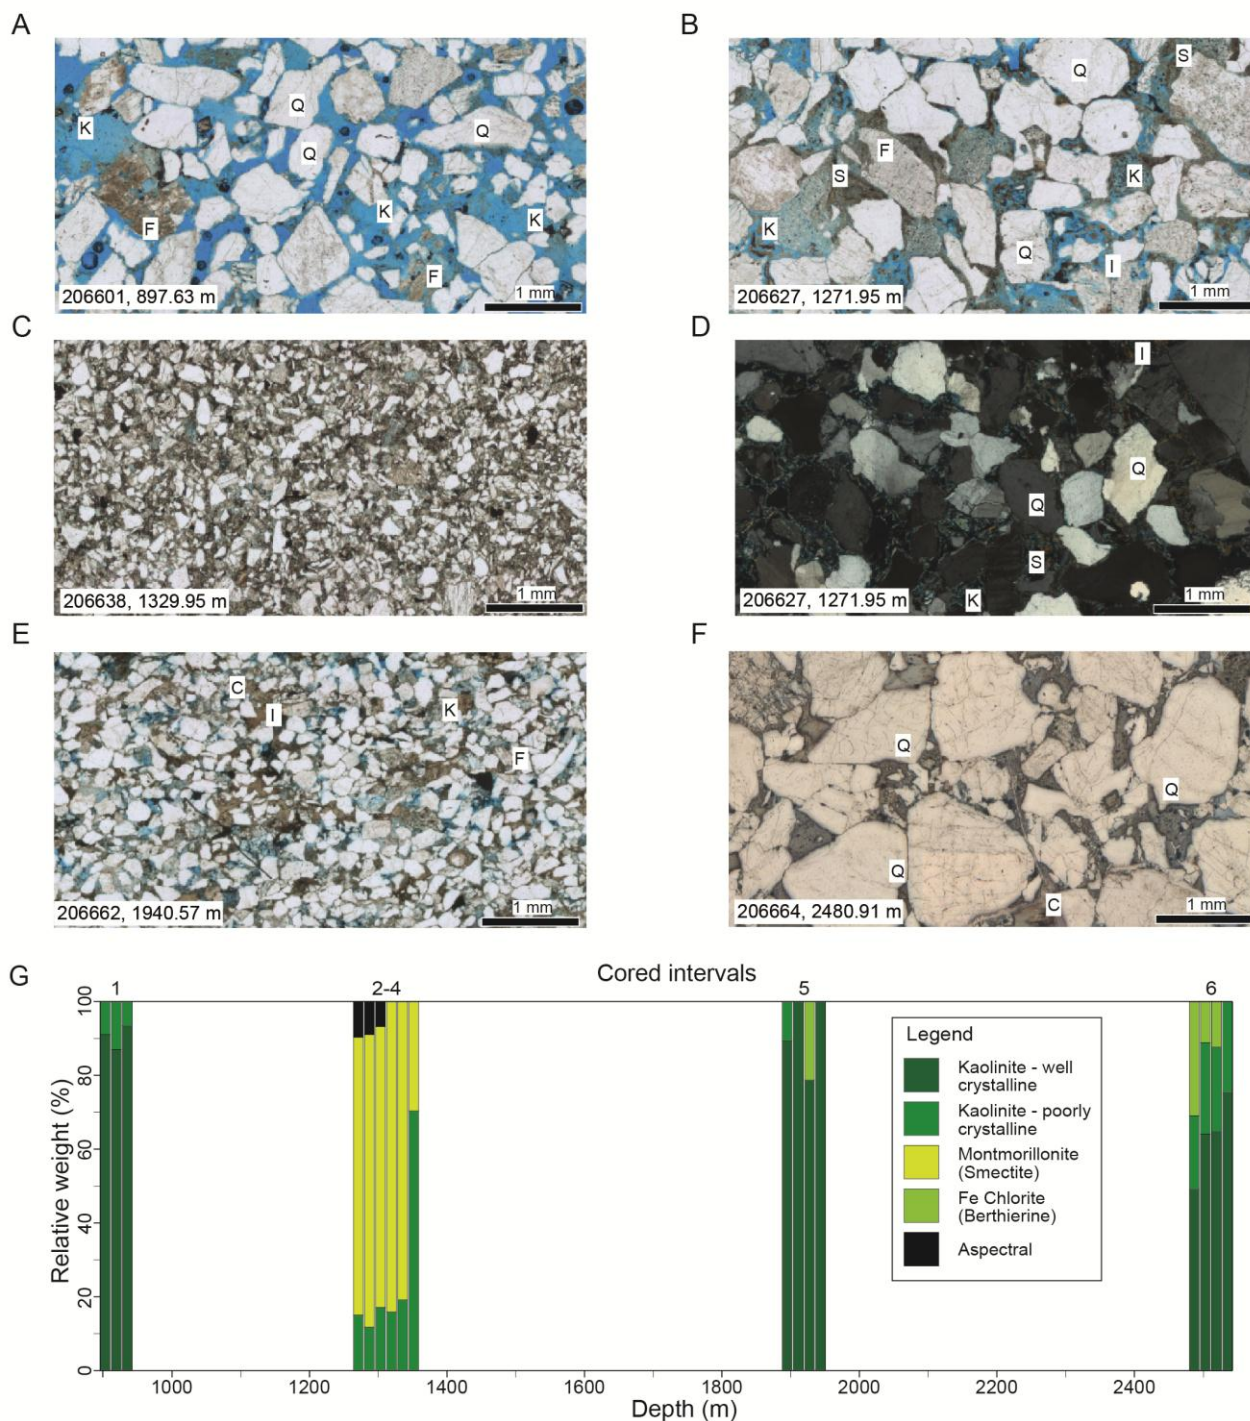 A
K
Q
Q
Q
F
K
K
F
206601, 897.63 m
1 mm
B
S
Q
F
S
K
K
Q
I
206627, 1271.95 m
1 mm
C
206638, 1329.95 m
1 mm
D
I
Q
Q
S
K
206627, 1271.95 m
1 mm
E
C
I
K
F
206662, 1940.57 m
1 mm
F
Q
Q
Q
C
206664, 2480.91 m
1 mm
G
Cored intervals
1
2-4
5
6
Relative weight (%)
100
80
60
40
20
0
Legend
Kaolinite - well
crystalline
Kaolinite - poorly
crystalline
Montmorillonite
(Smectite)
Fe Chlorite
(Berthierine)
Aspectral
1000
1200
1400
1600
1800
2000
2200
2400
Depth (m)